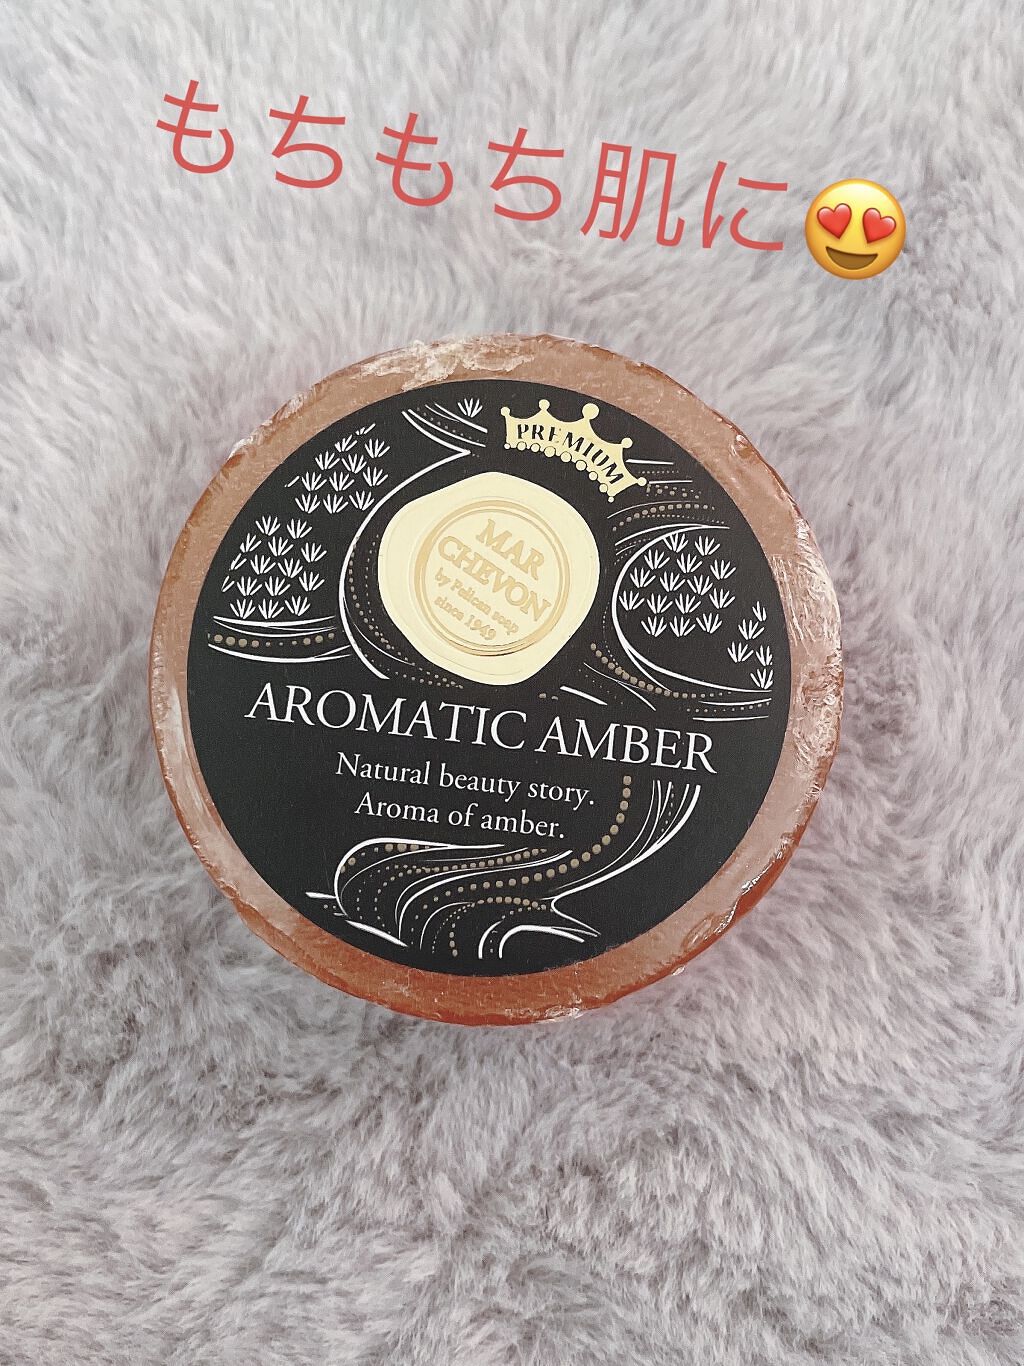 もちもち肌に😍
PREMIUM
MAR
CHEVON
by Pelican soap
since 1949
AROMATIC AMBER
Natural beauty story.
Aroma of amber.